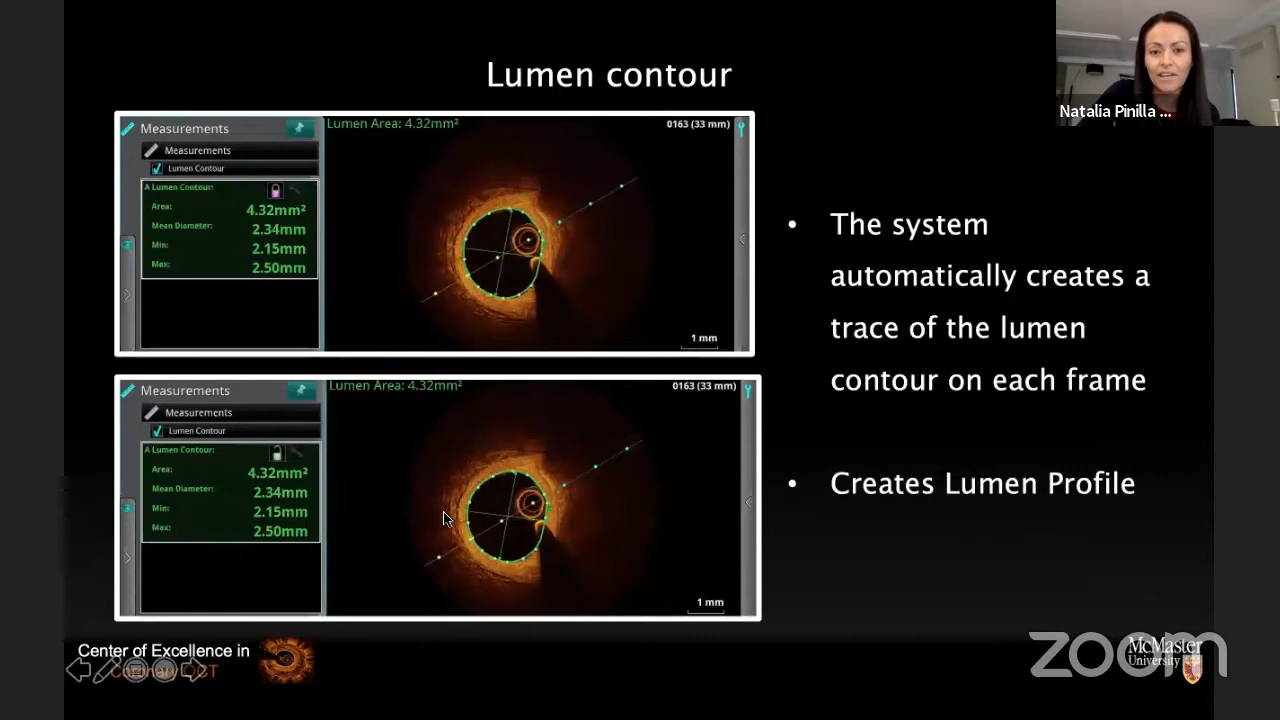 Lumen contour
Natalia Pinilla ...
Measurements
Measurements
Lumen Contour
A Lumen Contour:
Area: 4.32mm²
Mean Diameter: 2.34mm
Min: 2.15mm
Max: 2.50mm
Lumen Area: 4.32mm²
0163 (33 mm)
1 mm
Measurements
Measurements
Lumen Contour
A Lumen Contour:
Area: 4.32mm²
Mean Diameter: 2.34mm
Min: 2.15mm
Max: 2.50mm
Lumen Area: 4.32mm²
0163 (33 mm)
1 mm
• The system
automatically creates a
trace of the lumen
contour on each frame
• Creates Lumen Profile
Center of Excellence in
Coronary OCT
zoom
McMaster
University